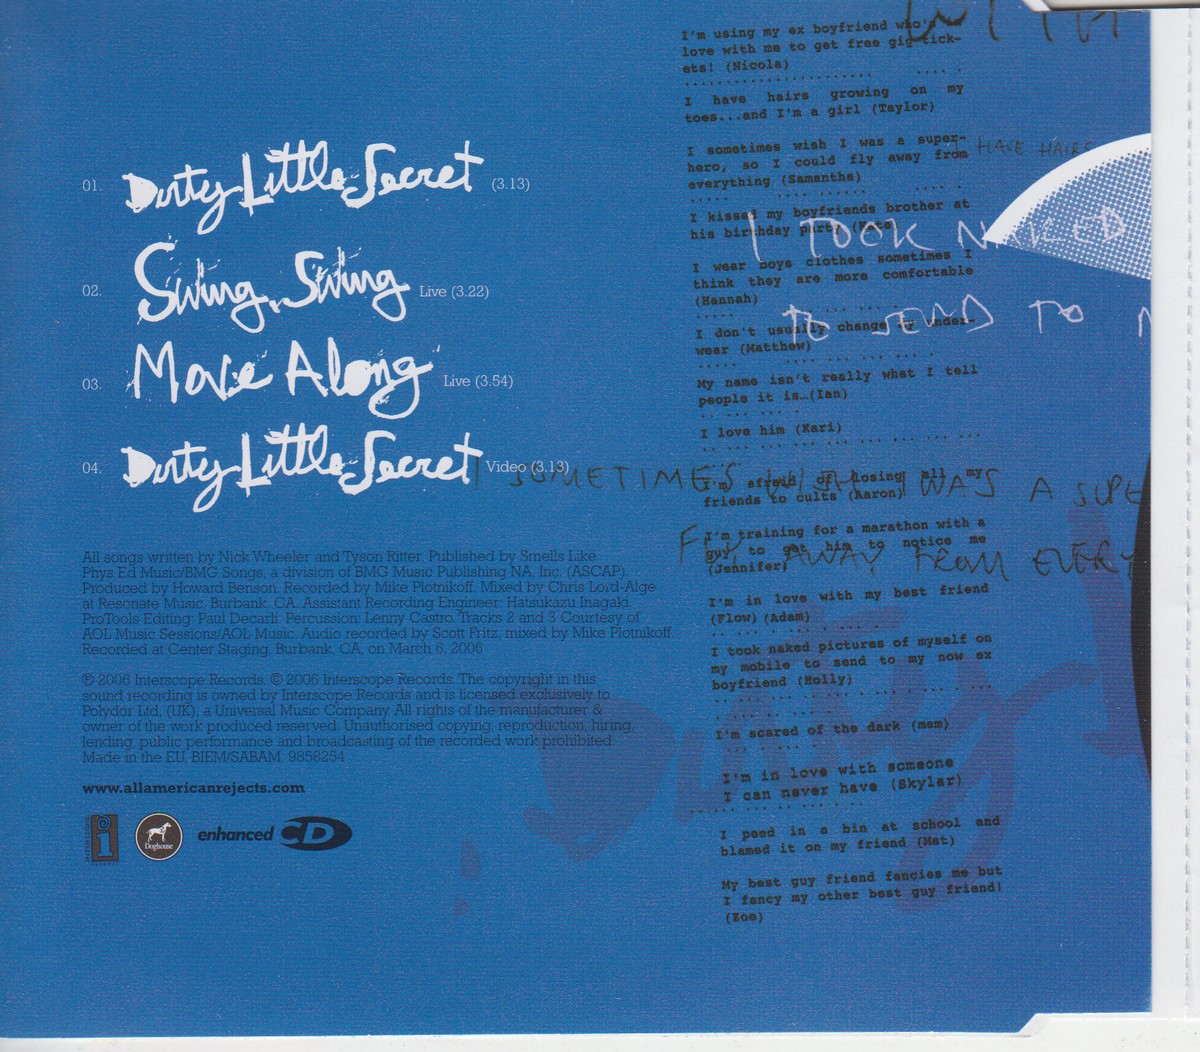 01. Dirty Little Secret (3.13)
02. Swing, Swing Live (3.22)
03. Move Along Live (3.54)
04. Dirty Little Secret Video (3.13)
All songs written by Nick Wheeler and Tyson Ritter. Published by Smells Like
Phys Ed Music/BMG Songs, a division of BMG Music Publishing NA, Inc. (ASCAP).
Produced by Howard Benson. Recorded by Mike Plotnikoff. Mixed by Chris Lord-Alge
at Resonate Music, Burbank, CA. Assistant Recording Engineer: Hatsukazu Inagaki.
ProTools Editing: Paul Decarli. Percussion: Lenny Castro. Tracks 2 and 3 Courtesy of
AOL Music Sessions/AOL Music. Audio recorded by Scott Fritz, mixed by Mike Plotnikoff.
Recorded at Center Staging, Burbank, CA, on March 6, 2006
℗ 2006 Interscope Records. © 2006 Interscope Records. The copyright in this
sound recording is owned by Interscope Records and is licensed exclusively to
Polydor Ltd. (UK), a Universal Music Company. All rights of the manufacturer &
owner of the work produced reserved. Unauthorised copying, reproduction, hiring,
lending, public performance and broadcasting of the recorded work prohibited.
Made in the EU. BIEM/SABAM. 9858254
www.allamericanrejects.com
i
Doghouse
enhanced CD
I'm using my ex boyfriend who's
love with me to get free gig tick-
ets! (Nicola)
I have hairs growing on my
toes...and I'm a girl (Taylor)
I sometimes wish I was a super-
hero, so I could fly away from
everything (Samantha)
I kissed my boyfriends brother at
his birthday party (Kate)
I wear boys clothes sometimes I
think they are more comfortable
(Hannah)
I don't usually change my under-
wear (Matthew)
My name isn't really what I tell
people it is…(Ian)
I love him (Kari)
I'm afraid of losing all my
friends to cults (Aaron)
I'm training for a marathon with a
guy to get him to notice me
(Jennifer)
I'm in love with my best friend
(Flow) (Adam)
I took naked pictures of myself on
my mobile to send to my now ex
boyfriend (Holly)
I'm scared of the dark (mem)
I'm in love with someone
I can never have (Skylar)
I peed in a bin at school and
blamed it on my friend (Mat)
My best guy friend fancies me but
I fancy my other best guy friend!
(Zoe)
I HAVE HAIRS
I TOOK NAKED
TO SEND TO M
I SOMETIMES WISH I WAS A SUPE
FLY AWAY FROM EVERY
Dirty L